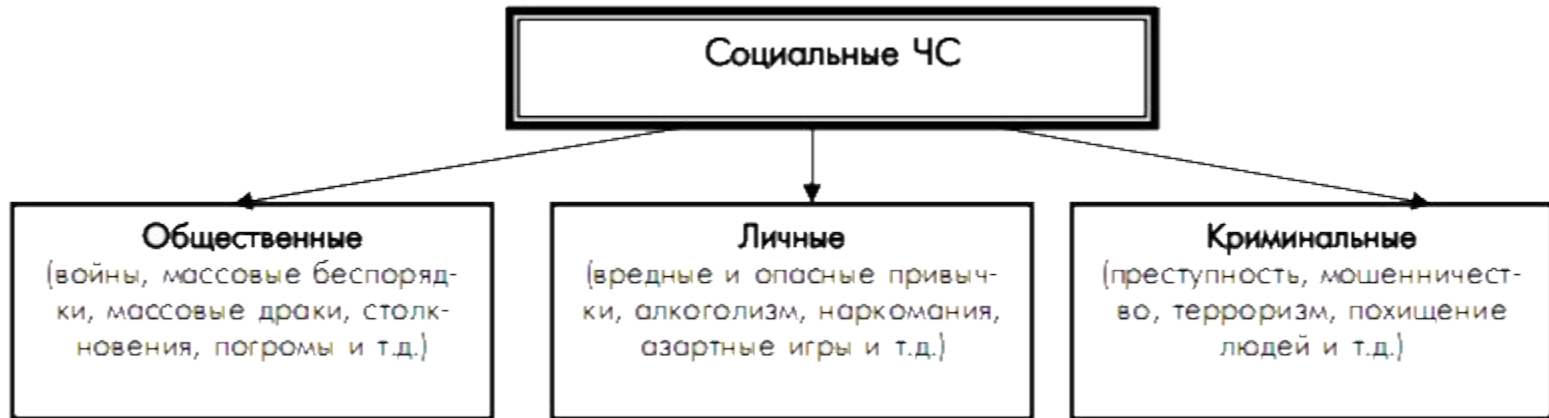 Социальные ЧС
Общественные
(войны, массовые беспоряд-
ки, массовые драки, столк-
новения, погромы и т.д.)
Личные
(вредные и опасные привыч-
ки, алкоголизм, наркомания,
азартные игры и т.д.)
Криминальные
(преступность, мошенничест-
во, терроризм, похищение
людей и т.д.)